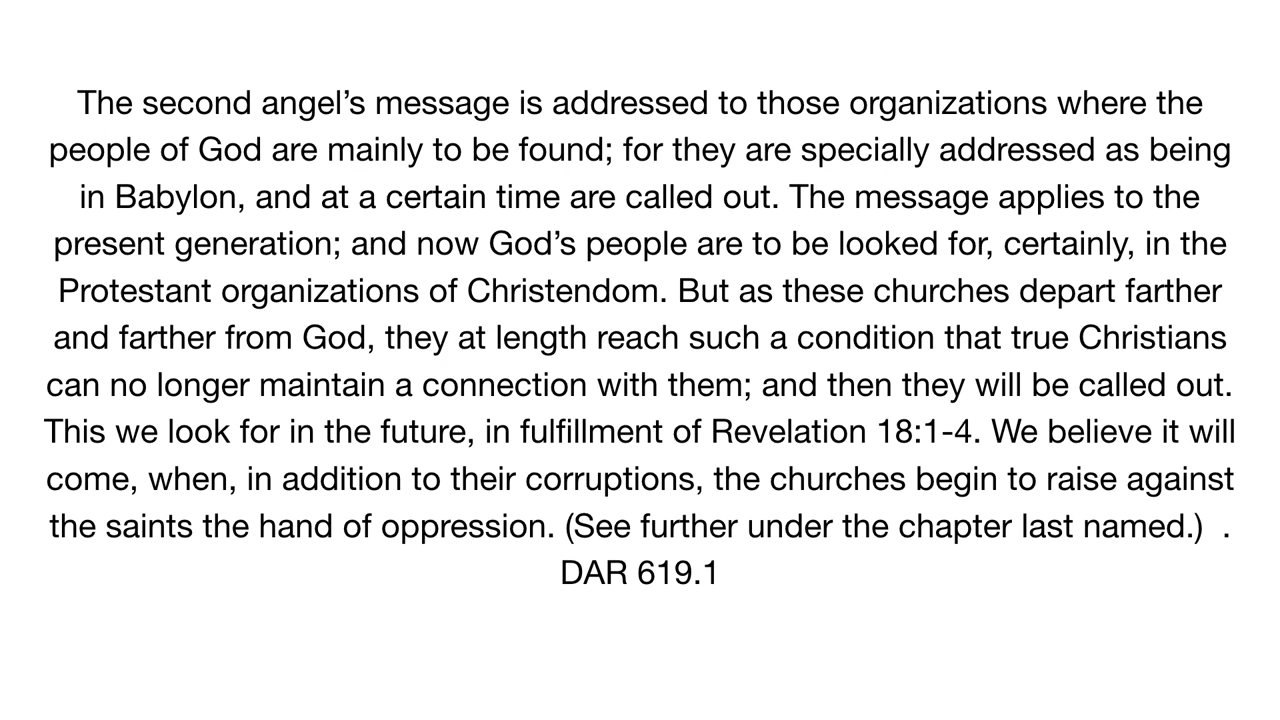 The second angel’s message is addressed to those organizations where the
people of God are mainly to be found; for they are specially addressed as being
in Babylon, and at a certain time are called out. The message applies to the
present generation; and now God’s people are to be looked for, certainly, in the
Protestant organizations of Christendom. But as these churches depart farther
and farther from God, they at length reach such a condition that true Christians
can no longer maintain a connection with them; and then they will be called out.
This we look for in the future, in fulfillment of Revelation 18:1-4. We believe it will
come, when, in addition to their corruptions, the churches begin to raise against
the saints the hand of oppression. (See further under the chapter last named.)  .
DAR 619.1